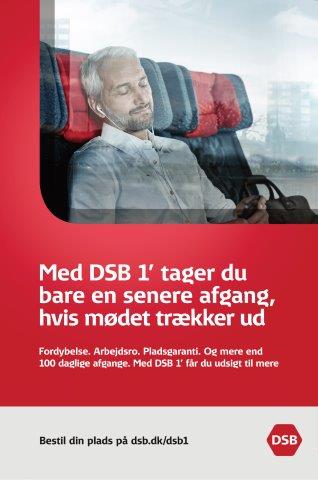 Med DSB 1' tager du
bare en senere afgang,
hvis mødet trækker ud
Fordybelse. Arbejdsro. Pladsgaranti. Og mere end
100 daglige afgange. Med DSB 1' får du udsigt til mere
Bestil din plads på dsb.dk/dsb1
DSB